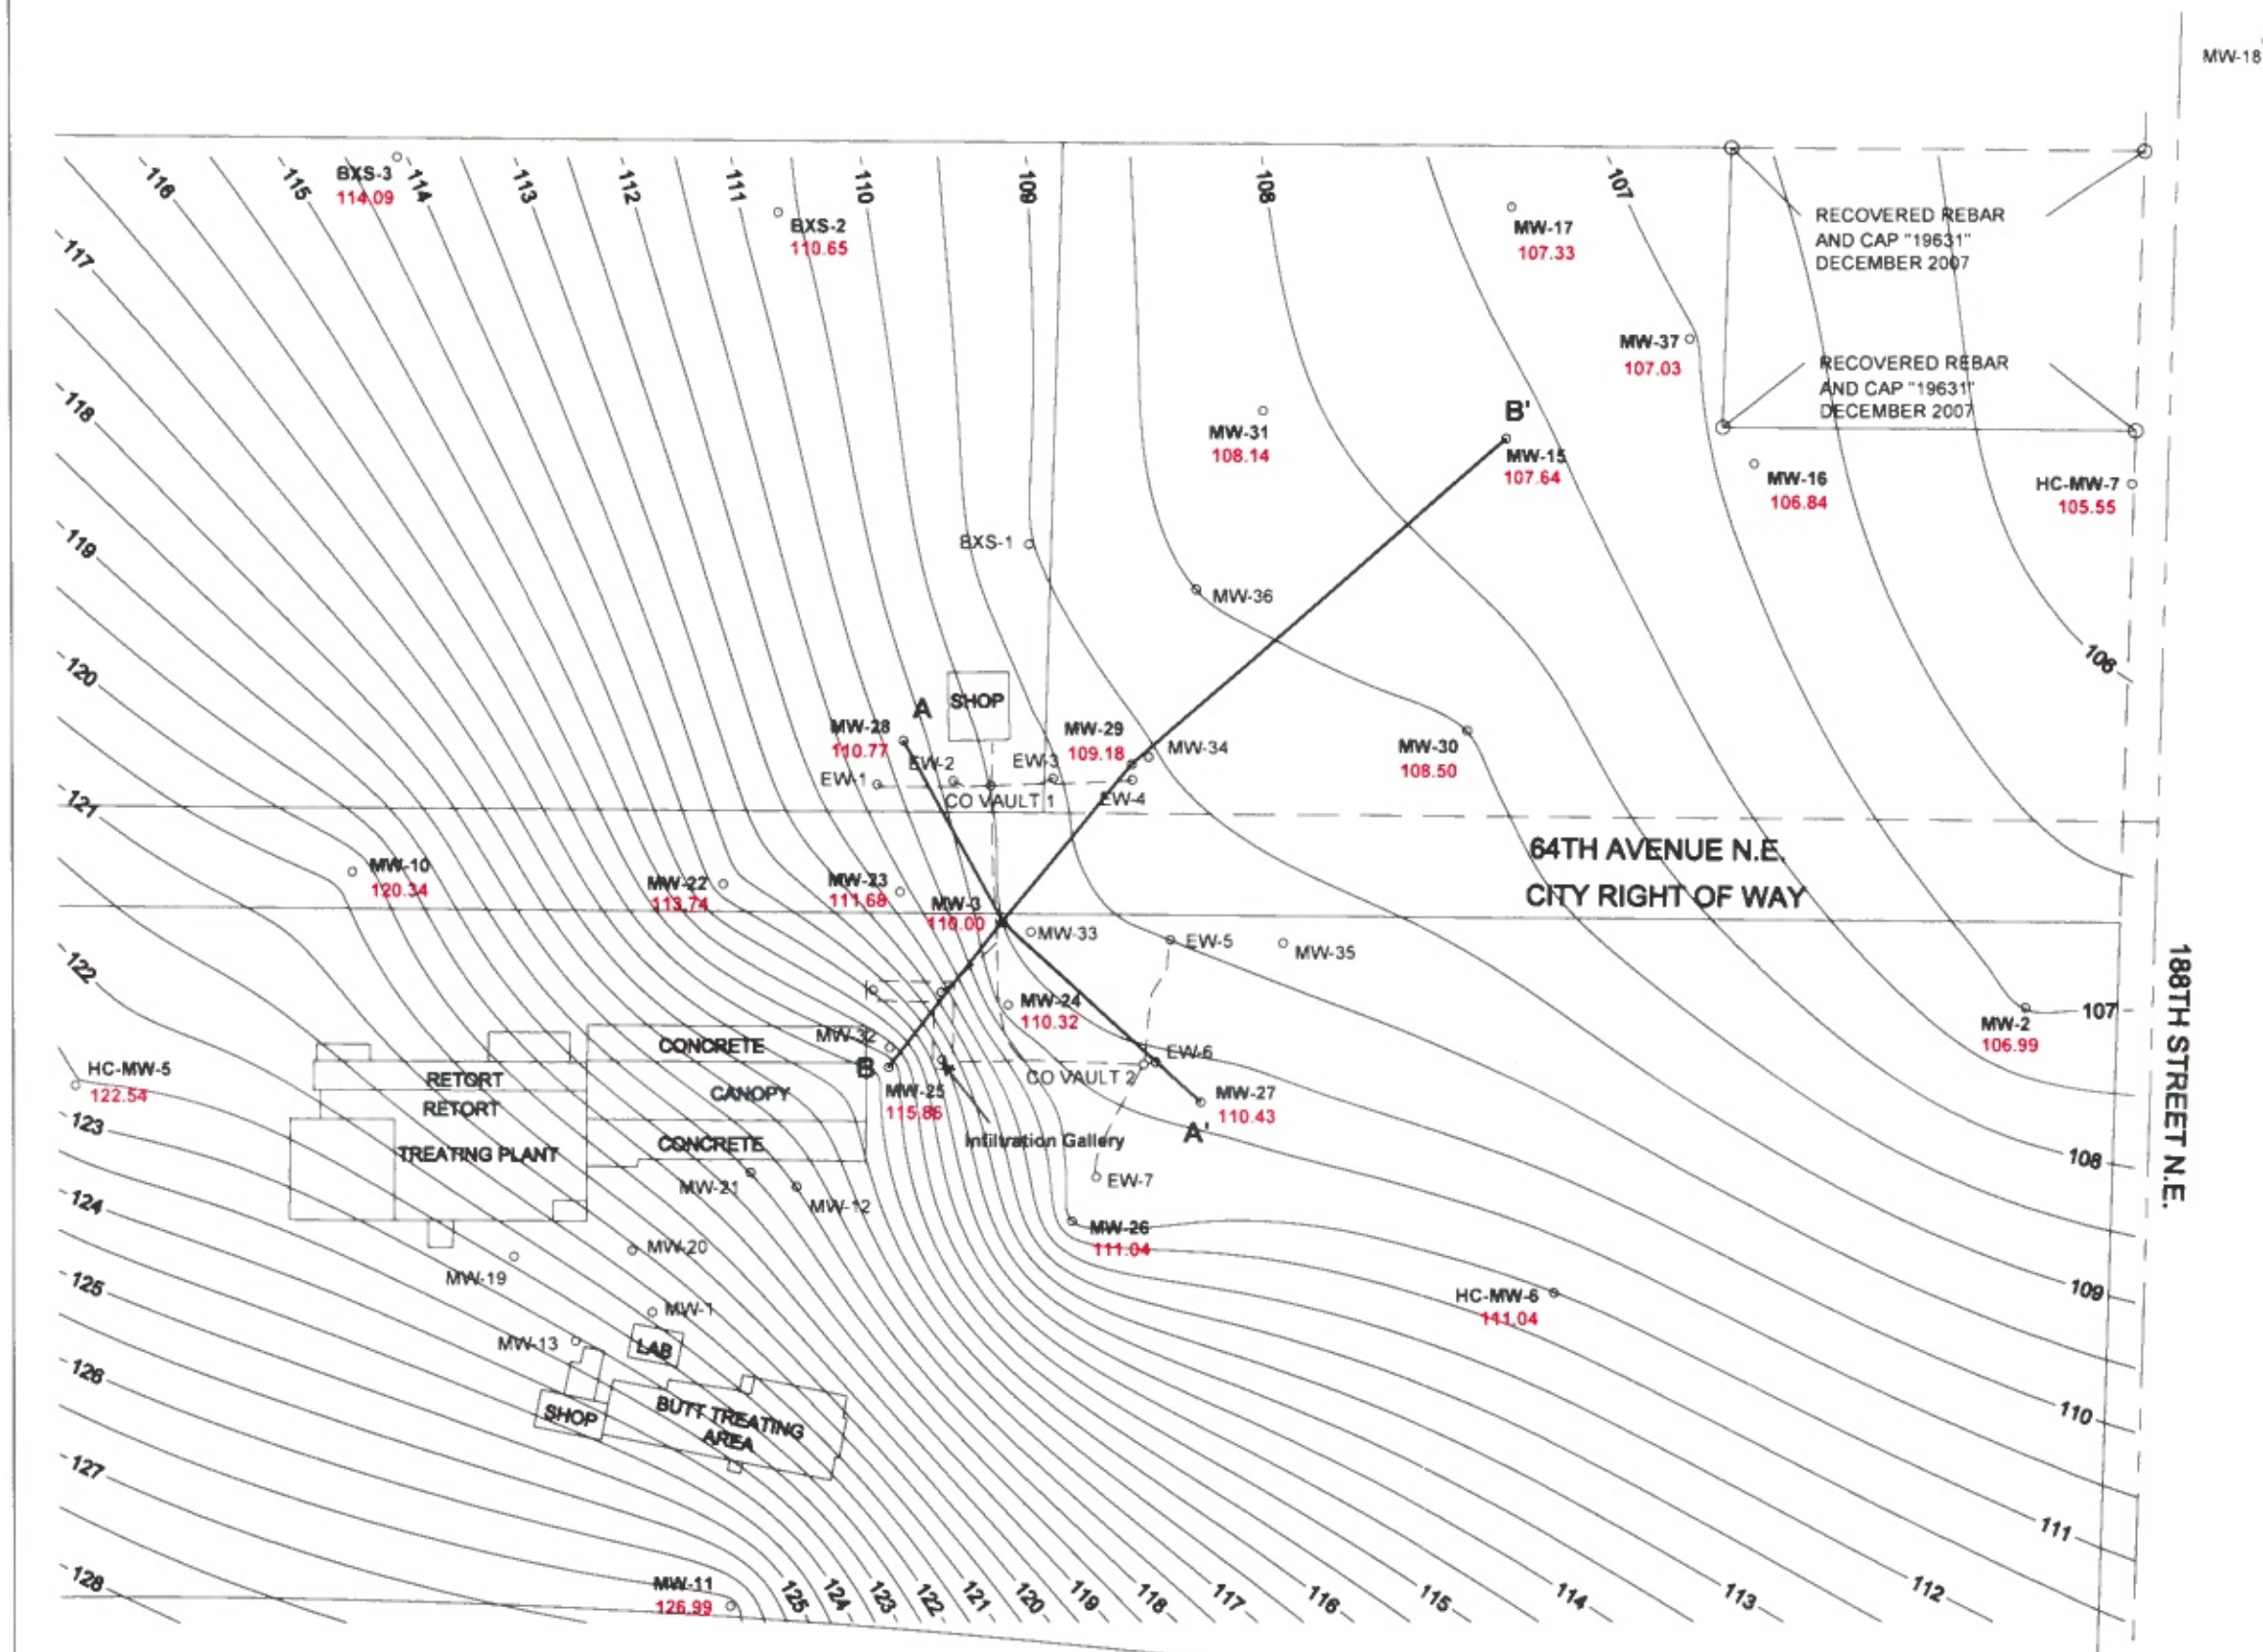 MW-18
116
115
BXS-3
114.09
114
113
112
111
110
109
108
107
BXS-2
110.65
MW-17
107.33
RECOVERED REBAR
AND CAP "19631"
DECEMBER 2007
117
MW-37
107.03
RECOVERED REBAR
AND CAP "19631"
DECEMBER 2007
118
MW-31
108.14
B'
MW-15
107.64
MW-16
106.84
HC-MW-7
105.55
119
BXS-1
MW-36
120
106
A
SHOP
MW-28
110.77
MW-29
109.18
MW-34
MW-30
108.50
EW-1
EW-2
EW-3
EW-4
CO VAULT 1
121
64TH AVENUE N.E.
CITY RIGHT OF WAY
MW-10
120.34
MW-22
113.74
MW-23
111.68
MW-3
110.00
MW-33
EW-5
MW-35
188TH STREET N.E.
122
MW-24
110.32
107
MW-2
106.99
HC-MW-5
122.54
CONCRETE
MW-32
B
EW-6
CO VAULT 2
RETORT
RETORT
CANOPY
MW-25
115.86
MW-27
110.43
A'
123
TREATING PLANT
CONCRETE
Infiltration Gallery
108
MW-21
MW-12
EW-7
124
MW-20
MW-19
MW-26
111.04
125
109
HC-MW-6
111.04
MW-1
MW-13
LAB
126
SHOP
BUTT TREATING
AREA
110
127
111
128
MW-11
126.99
125
124
123
122
121
120
119
118
117
116
115
114
113
112